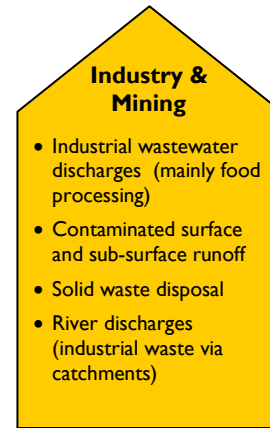 Industry &
Mining
• Industrial wastewater
discharges (mainly food
processing)
• Contaminated surface
and sub-surface runoff
• Solid waste disposal
• River discharges
(industrial waste via
catchments)